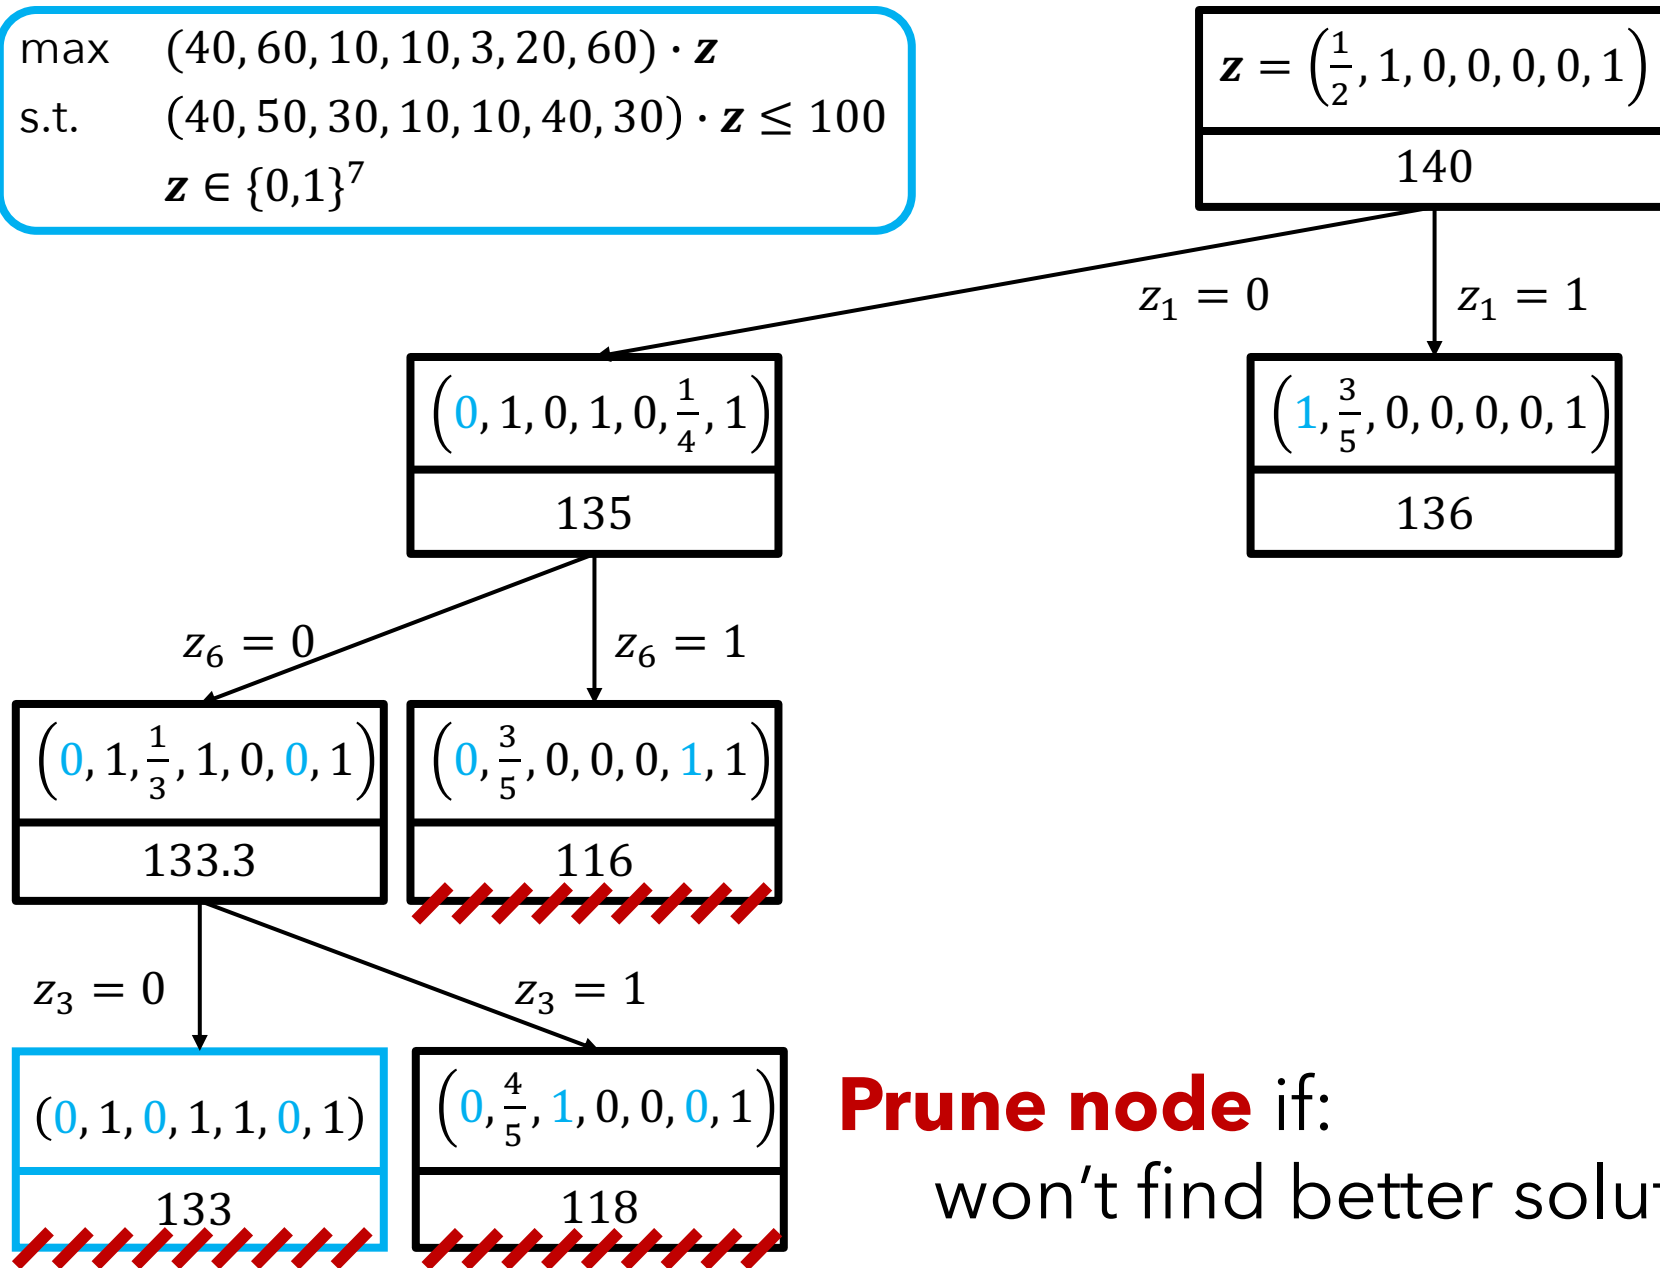 max (40, 60, 10, 10, 3, 20, 60) · z
s.t. (40, 50, 30, 10, 10, 40, 30) · z ≤ 100
z ∈ {0,1}⁷
z = (1/2, 1, 0, 0, 0, 0, 1)
140
z₁ = 0
z₁ = 1
(0, 1, 0, 1, 0, 1/4, 1)
135
(1, 3/5, 0, 0, 0, 0, 1)
136
z₆ = 0
z₆ = 1
(0, 1, 1/3, 1, 0, 0, 1)
133.3
(0, 3/5, 0, 0, 0, 1, 1)
116
z₃ = 0
z₃ = 1
(0, 1, 0, 1, 1, 0, 1)
133
(0, 4/5, 1, 0, 0, 0, 1)
118
Prune node if:
won't find better